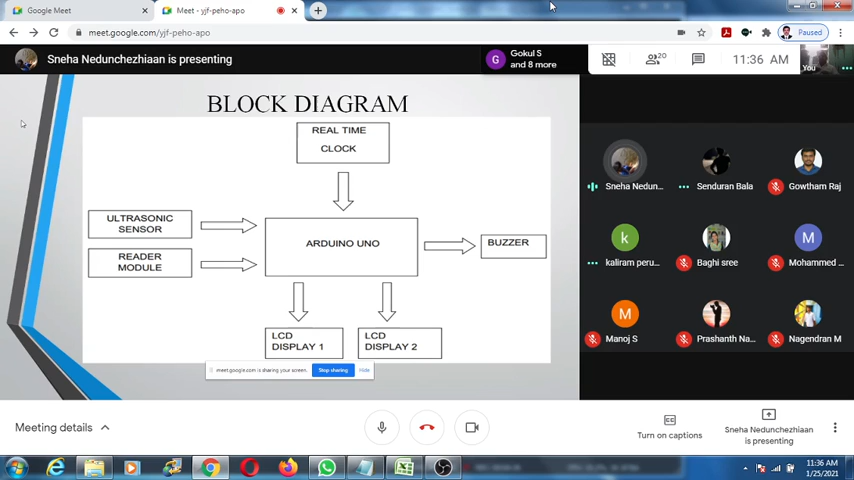 Google Meet
Meet - yjf-peho-apo
meet.google.com/yjf-peho-apo
Paused
Sneha Nedunchezhiaan is presenting
G
Gokul S
and 8 more
20
11:36 AM
You
BLOCK DIAGRAM
REAL TIME
CLOCK
ULTRASONIC
SENSOR
READER
MODULE
ARDUINO UNO
BUZZER
LCD
DISPLAY 1
LCD
DISPLAY 2
meet.google.com is sharing your screen.
Stop sharing
Hide
Sneha Nedun...
Senduran Bala
Gowtham Raj
k
M
kaliram peru...
Baghi sree
Mohammed ...
M
Manoj S
Prashanth Na...
Nagendran M
Meeting details
Turn on captions
Sneha Nedunchezhiaan
is presenting
11:36 AM
1/25/2021